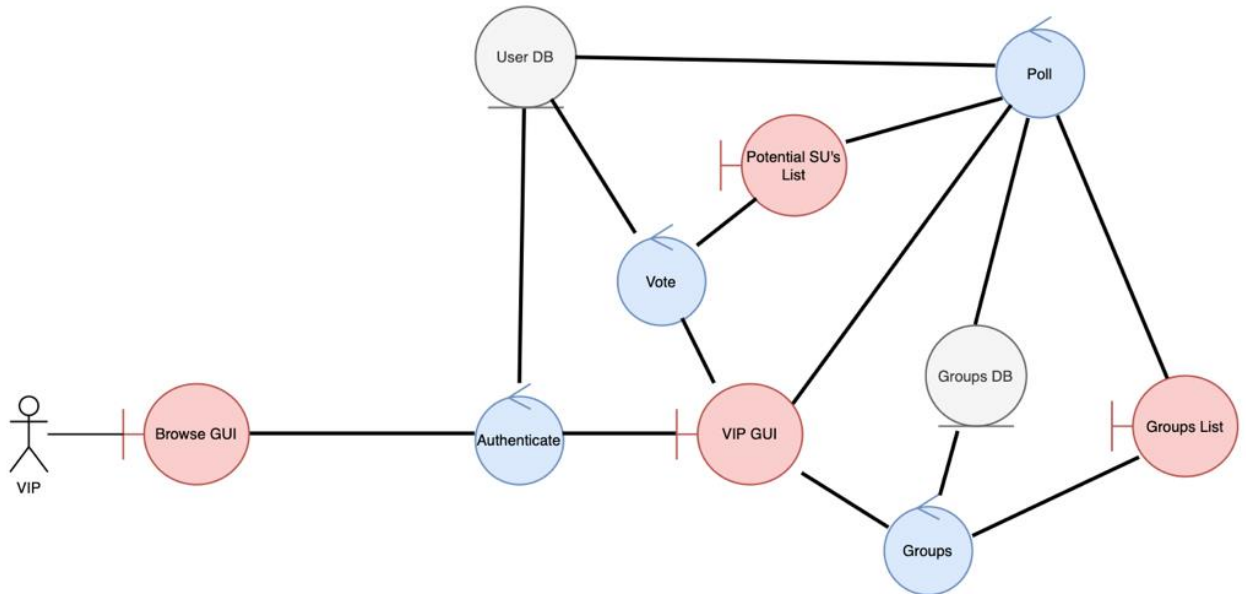 User DB
Poll
Potential SU's
List
Vote
Groups DB
Browse GUI
Authenticate
VIP GUI
Groups List
VIP
Groups